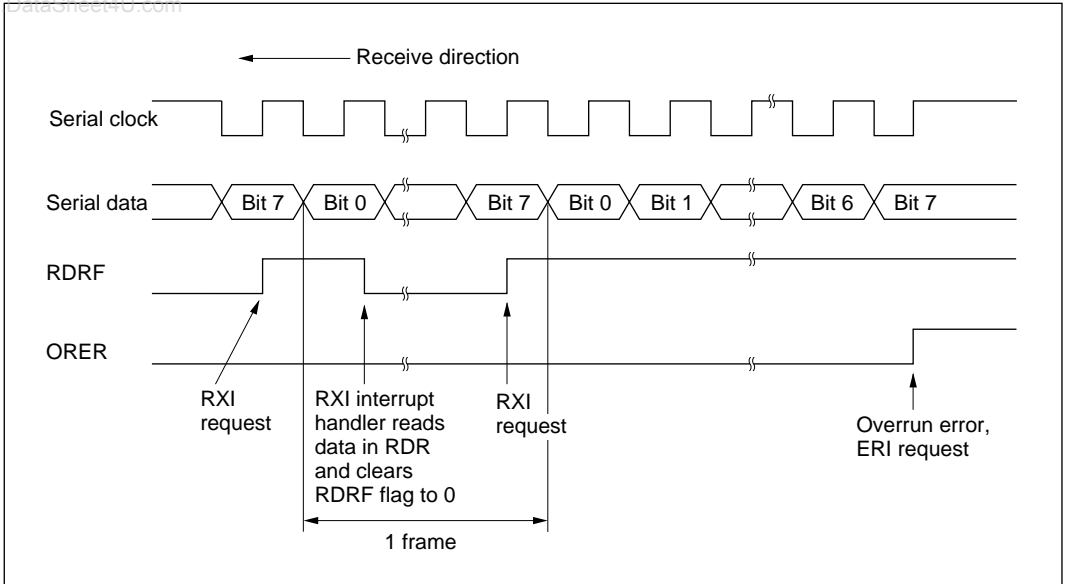 DataSheet4U.com
Receive direction
Serial clock
Serial data
Bit 7
Bit 0
Bit 7
Bit 0
Bit 1
Bit 6
Bit 7
RDRF
ORER
RXI
request
RXI interrupt
handler reads
data in RDR
and clears
RDRF flag to 0
RXI
request
Overrun error,
ERI request
1 frame